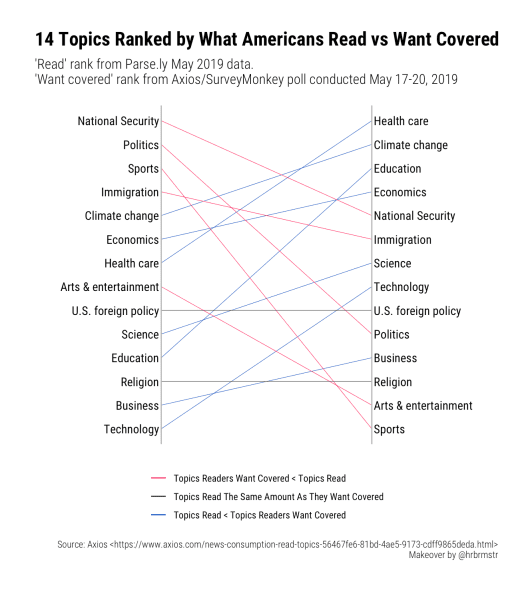 14 Topics Ranked by What Americans Read vs Want Covered
'Read' rank from Parse.ly May 2019 data.
'Want covered' rank from Axios/SurveyMonkey poll conducted May 17-20, 2019
National Security
Politics
Sports
Immigration
Climate change
Economics
Health care
Arts & entertainment
U.S. foreign policy
Science
Education
Religion
Business
Technology
Health care
Climate change
Education
Economics
National Security
Immigration
Science
Technology
U.S. foreign policy
Politics
Business
Religion
Arts & entertainment
Sports
Topics Readers Want Covered < Topics Read
Topics Read The Same Amount As They Want Covered
Topics Read < Topics Readers Want Covered
Source: Axios <https://www.axios.com/news-consumption-read-topics-56467fe6-81bd-4ae5-9173-cdff9865deda.html>
Makeover by @hrbrmstr